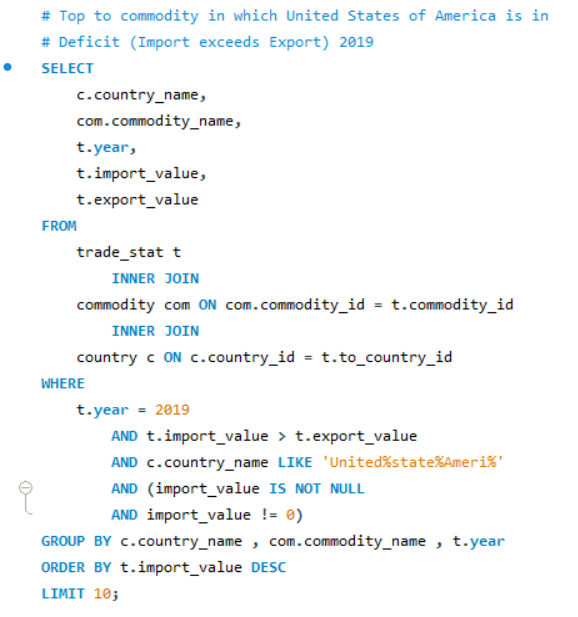 # Top to commodity in which United States of America is in
# Deficit (Import exceeds Export) 2019
SELECT
c.country_name,
com.commodity_name,
t.year,
t.import_value,
t.export_value
FROM
trade_stat t
INNER JOIN
commodity com ON com.commodity_id = t.commodity_id
INNER JOIN
country c ON c.country_id = t.to_country_id
WHERE
t.year = 2019
AND t.import_value > t.export_value
AND c.country_name LIKE 'United%state%Ameri%'
AND (import_value IS NOT NULL
AND import_value != 0)
GROUP BY c.country_name , com.commodity_name , t.year
ORDER BY t.import_value DESC
LIMIT 10;